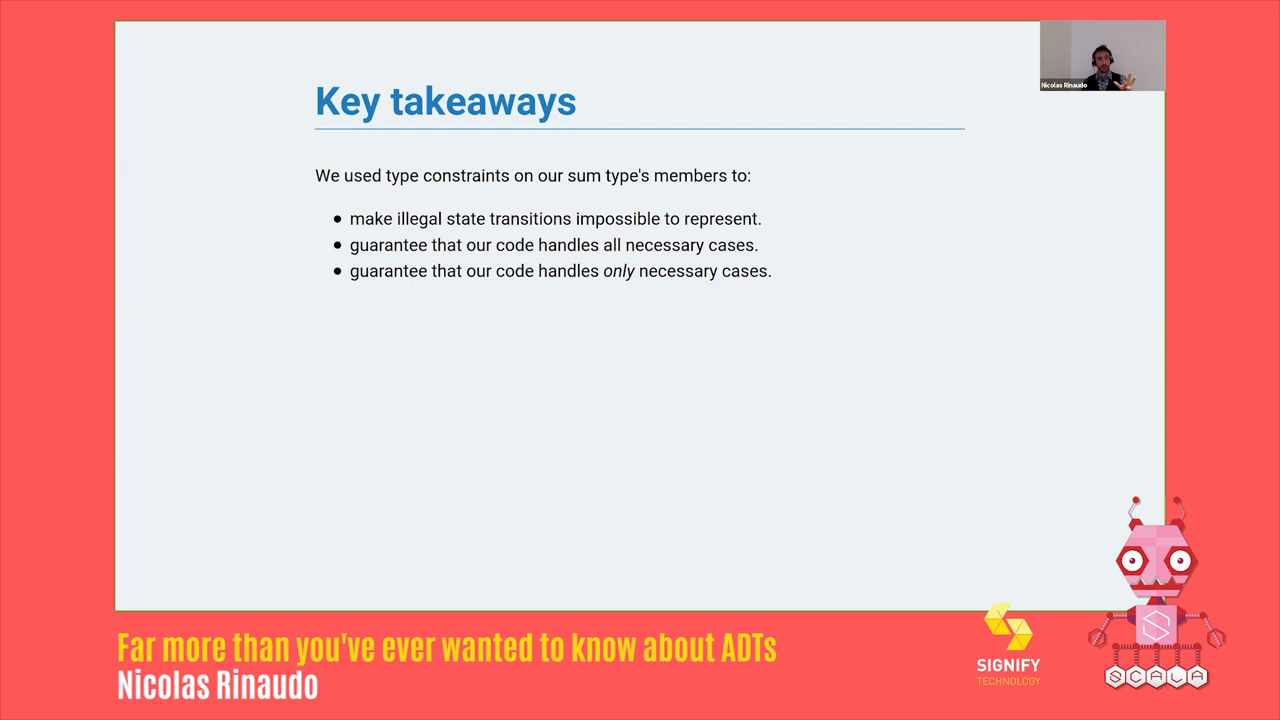 Key takeaways
Nicolas Rinaudo
We used type constraints on our sum type's members to:
make illegal state transitions impossible to represent.
guarantee that our code handles all necessary cases.
guarantee that our code handles only necessary cases.
Far more than you've ever wanted to know about ADTs
Nicolas Rinaudo
SIGNIFY
TECHNOLOGY
S
SCALA